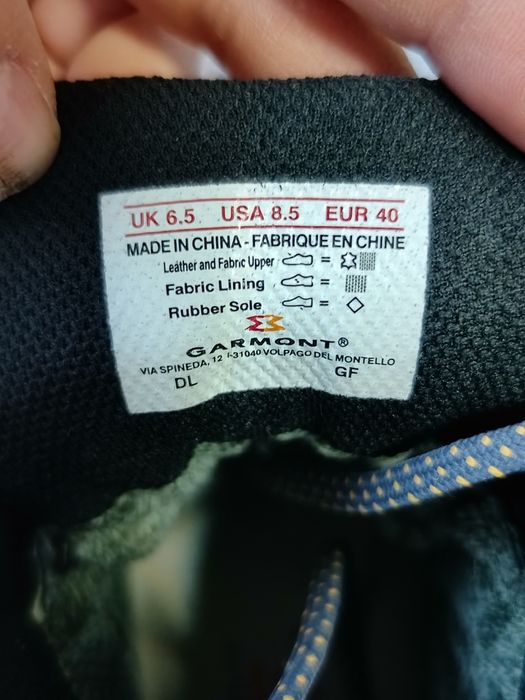 UK 6.5 USA 8.5 EUR 40
MADE IN CHINA - FABRIQUE EN CHINE
Leather and Fabric Upper =
Fabric Lining =
Rubber Sole =
GARMONT®
VIA SPINEDA, 12 I-31040 VOLPAGO DEL MONTELLO
DL GF